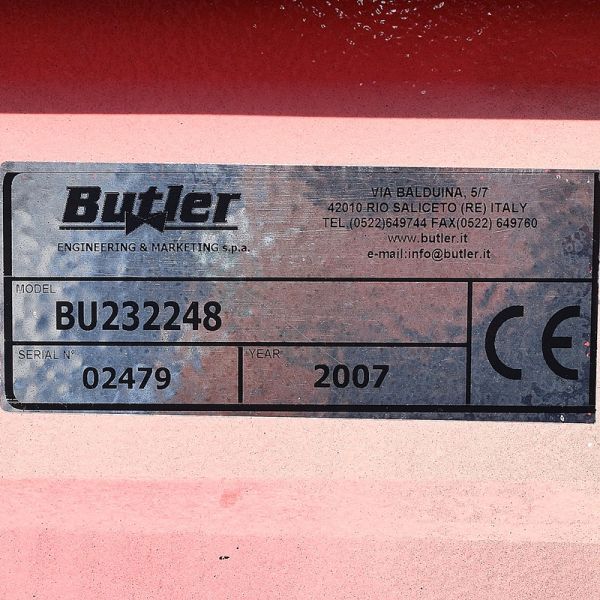 Butler
ENGINEERING & MARKETING s.p.a.
VIA BALDUINA, 5/7
42010 RIO SALICETO (RE) ITALY
TEL.(0522)649744 FAX(0522) 649760
www.butler.it
e-mail:info@butler.it
MODEL
BU232248
SERIAL N°
02479
YEAR
2007
CE